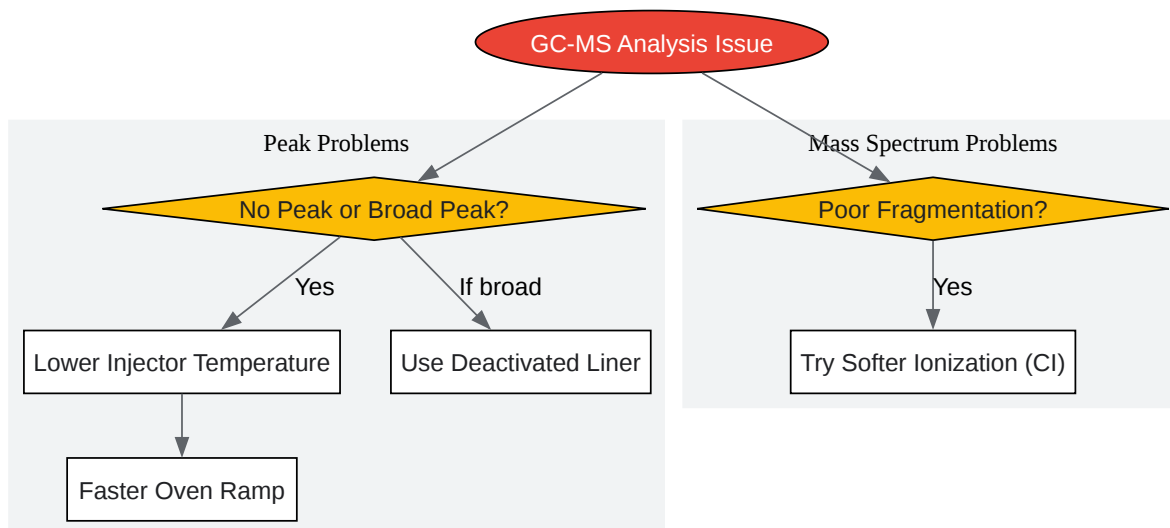 GC-MS Analysis Issue
Peak Problems
Mass Spectrum Problems
No Peak or Broad Peak?
Poor Fragmentation?
Yes
If broad
Yes
Lower Injector Temperature
Use Deactivated Liner
Try Softer Ionization (CI)
Faster Oven Ramp